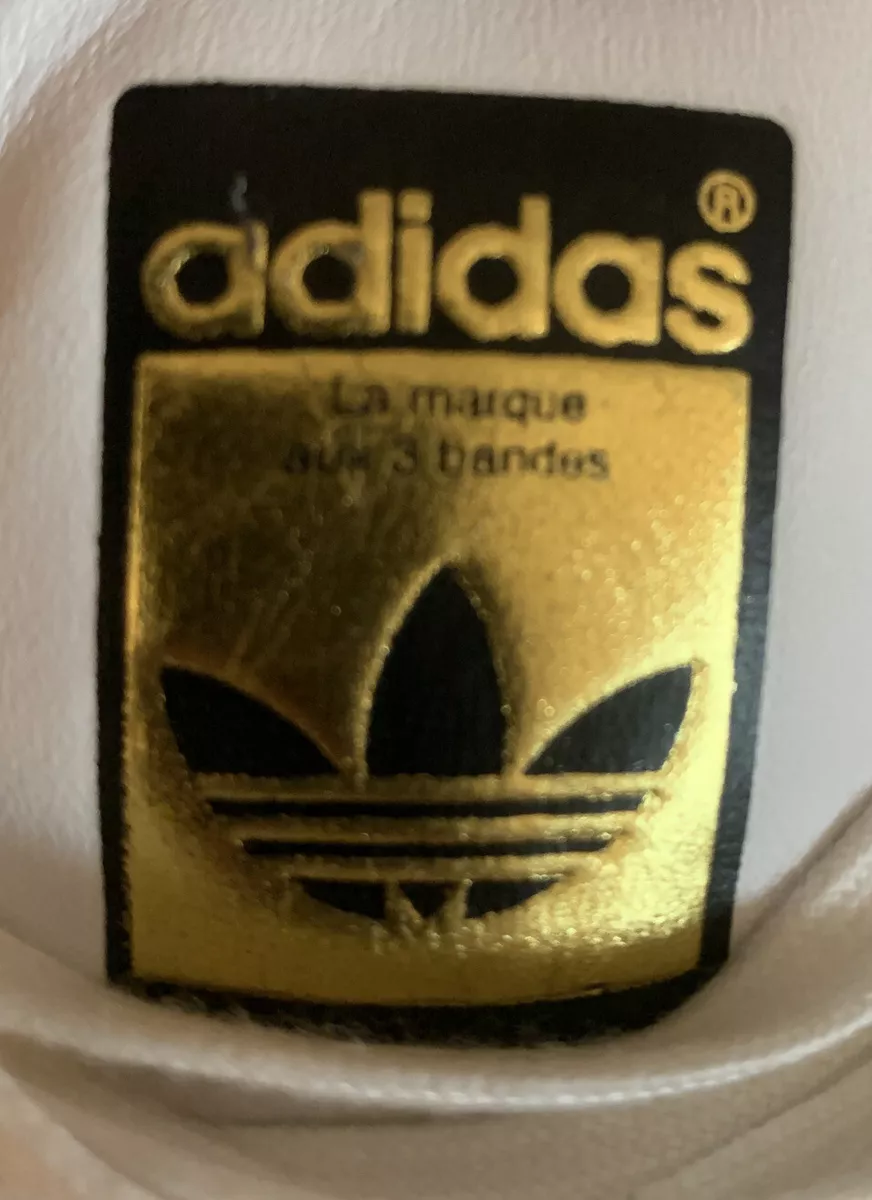 adidas®
La marque
aux 3 bandes